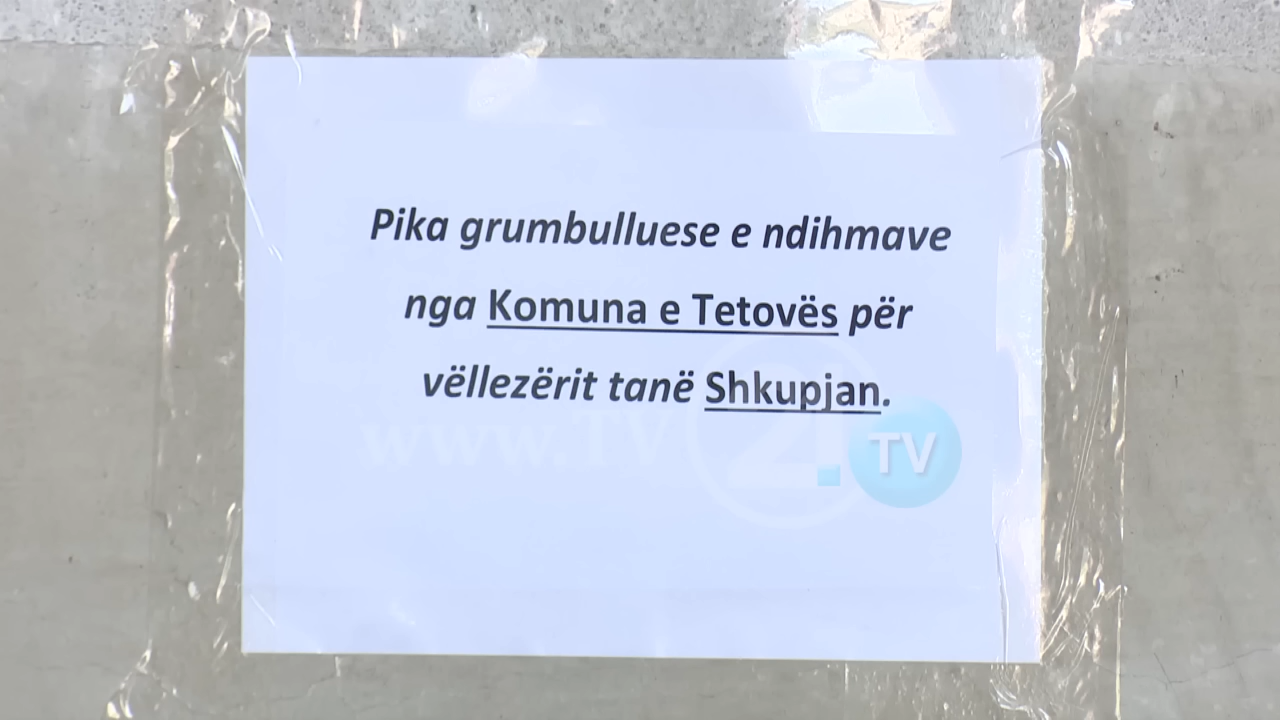 Pika grumbulluese e ndihmave
nga Komuna e Tetovës për
vëllezërit tanë Shkupjan.
www.TV21.TV